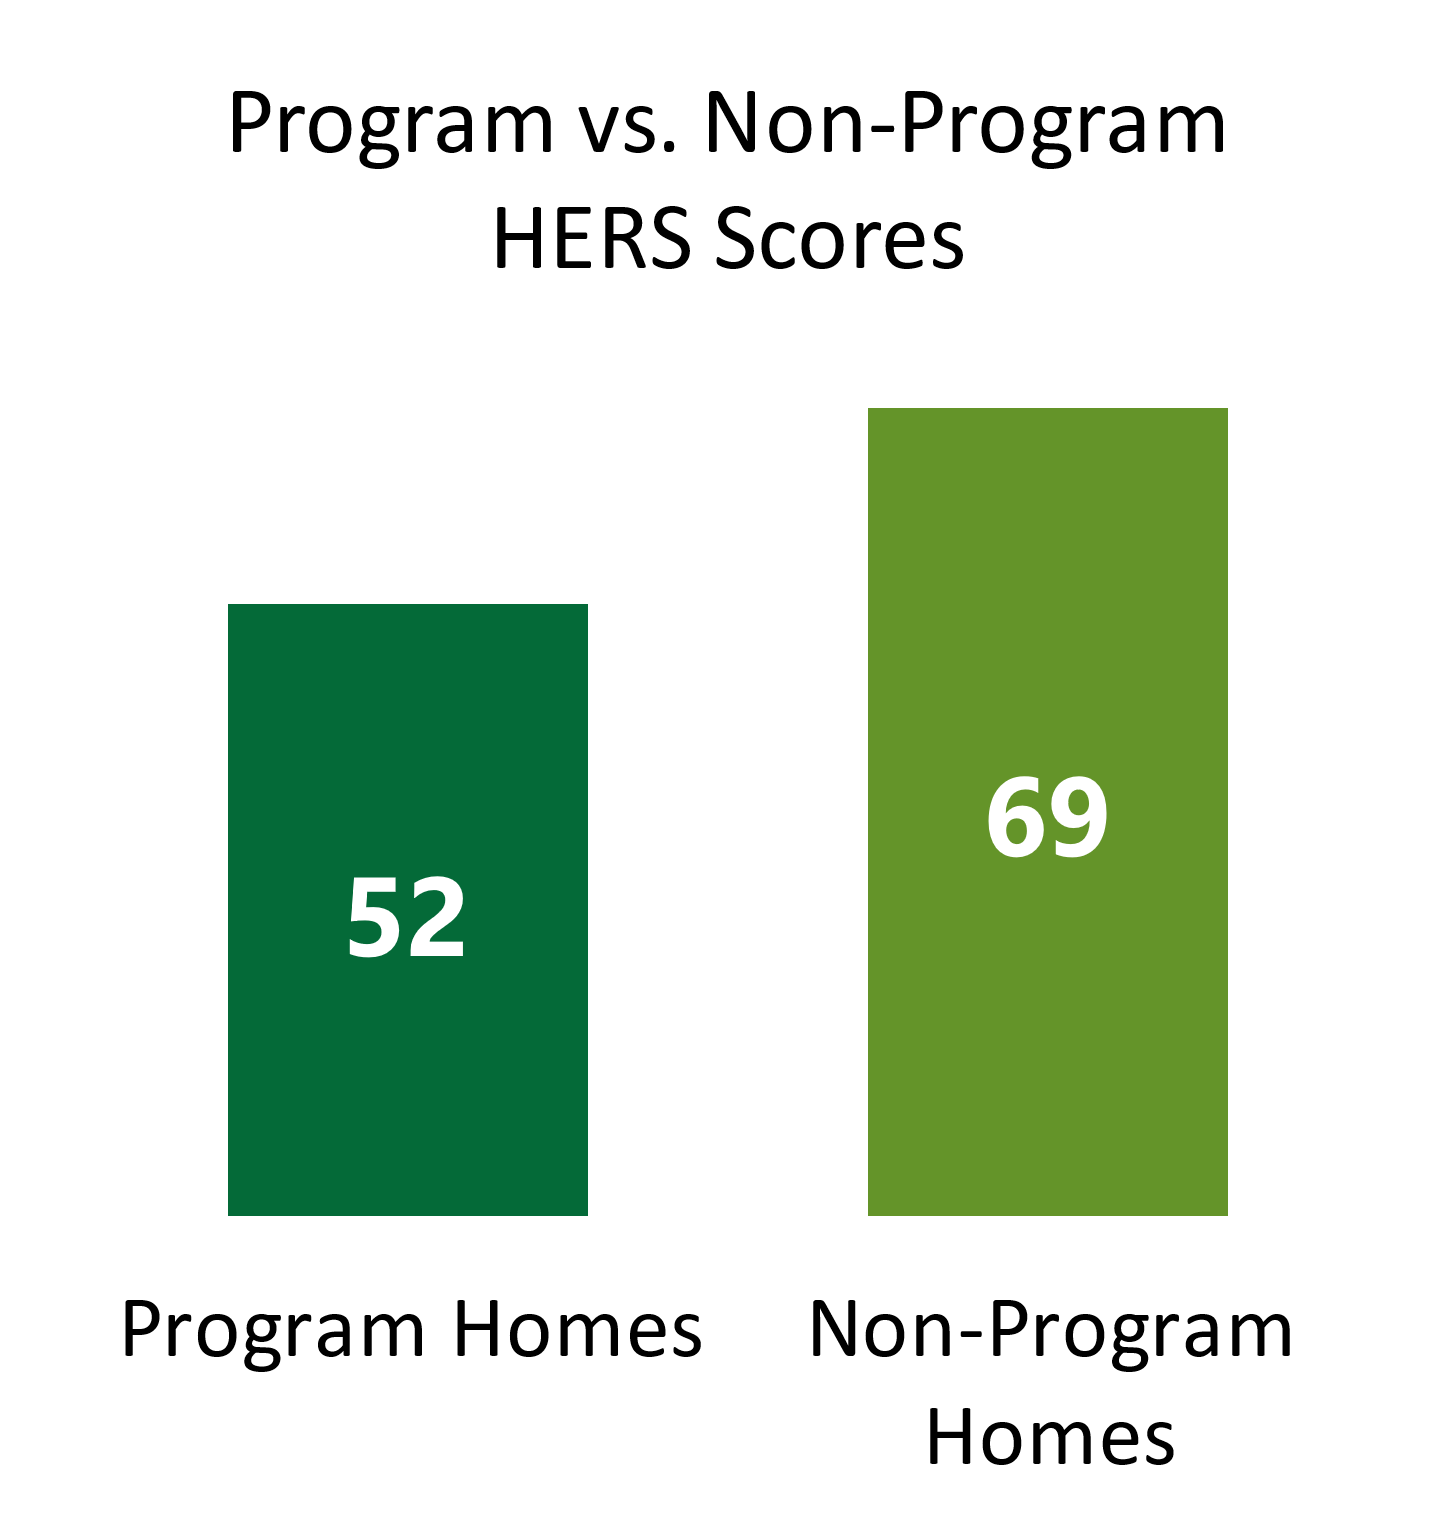 Program vs. Non-Program
HERS Scores
52
69
Program Homes
Non-Program
Homes